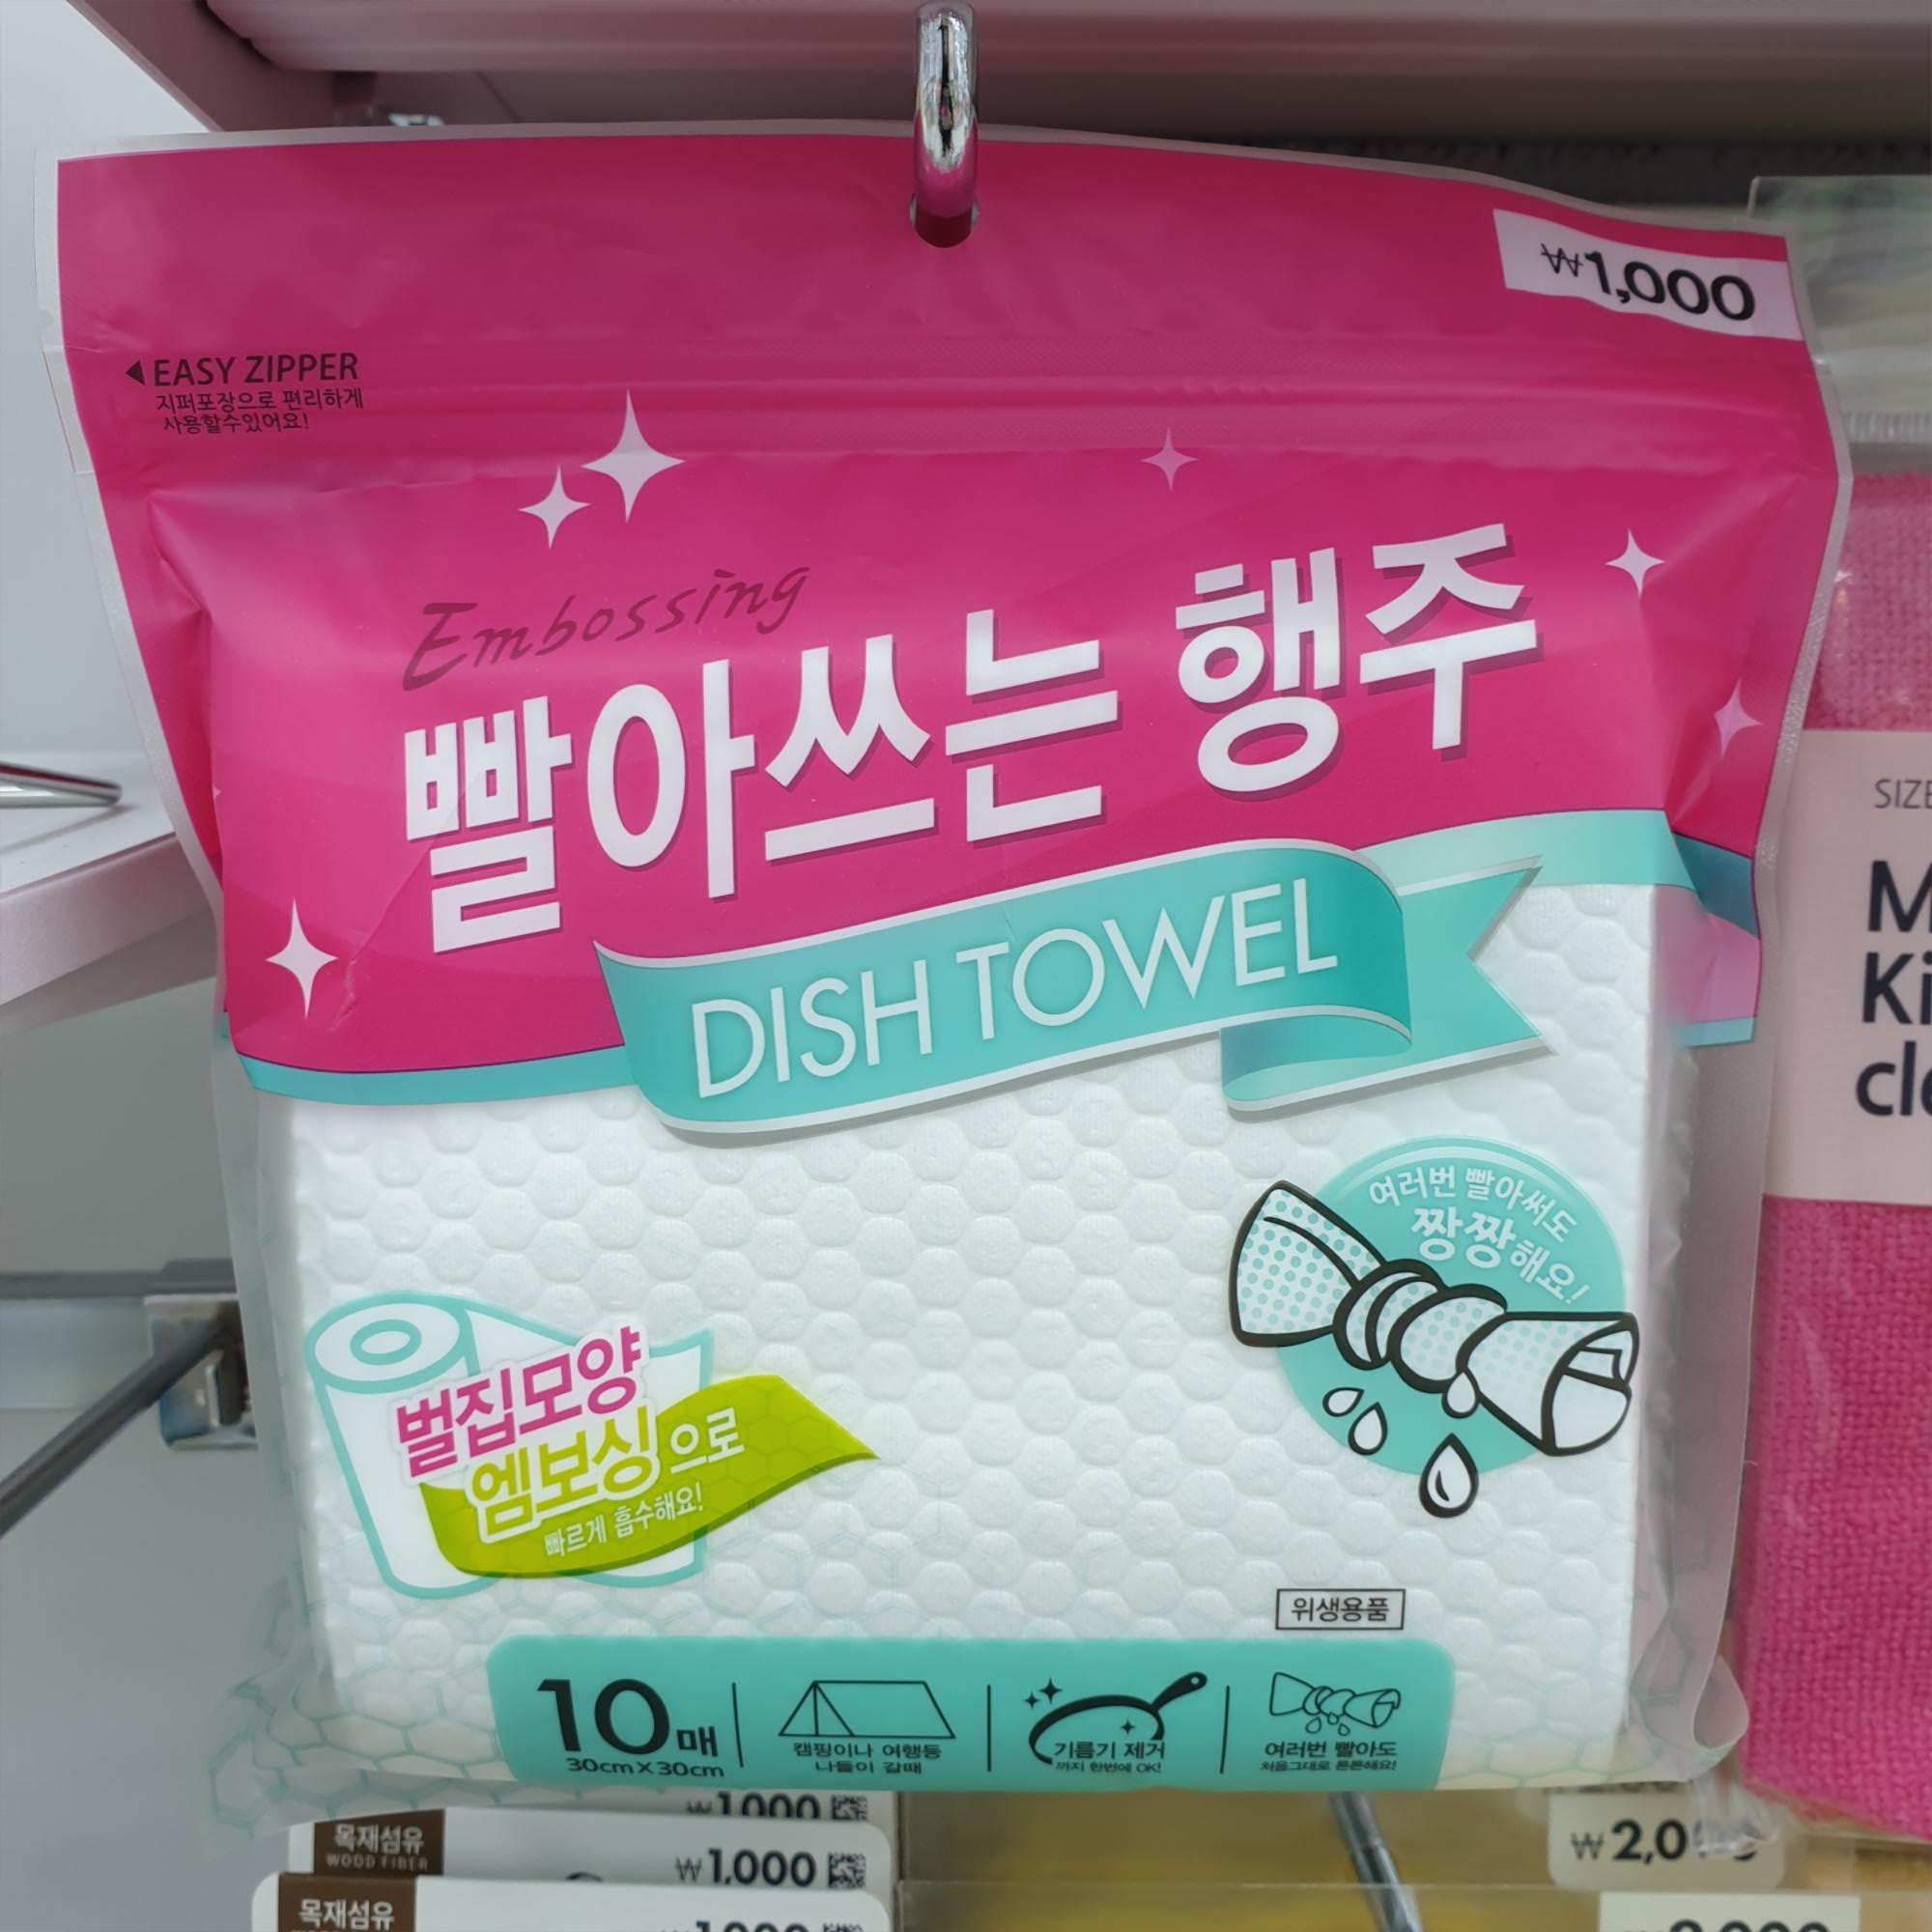 ₩1,000
◀ EASY ZIPPER
지퍼포장으로 편리하게
사용할수있어요!
Embossing
빨아쓰는 행주
DISH TOWEL
여러번 빨아써도
짱짱해요!
벌집모양
엠보싱으로
빠르게 흡수해요!
위생용품
10매
30cm X 30cm
캠핑이나 여행등
나들이 갈때
기름기 제거
까지 한번에 OK!
여러번 빨아도
처음그대로 튼튼해요!
SIZE
₩1,000
목재섬유
WOOD FIBER
₩1,000
목재섬유
₩1,000